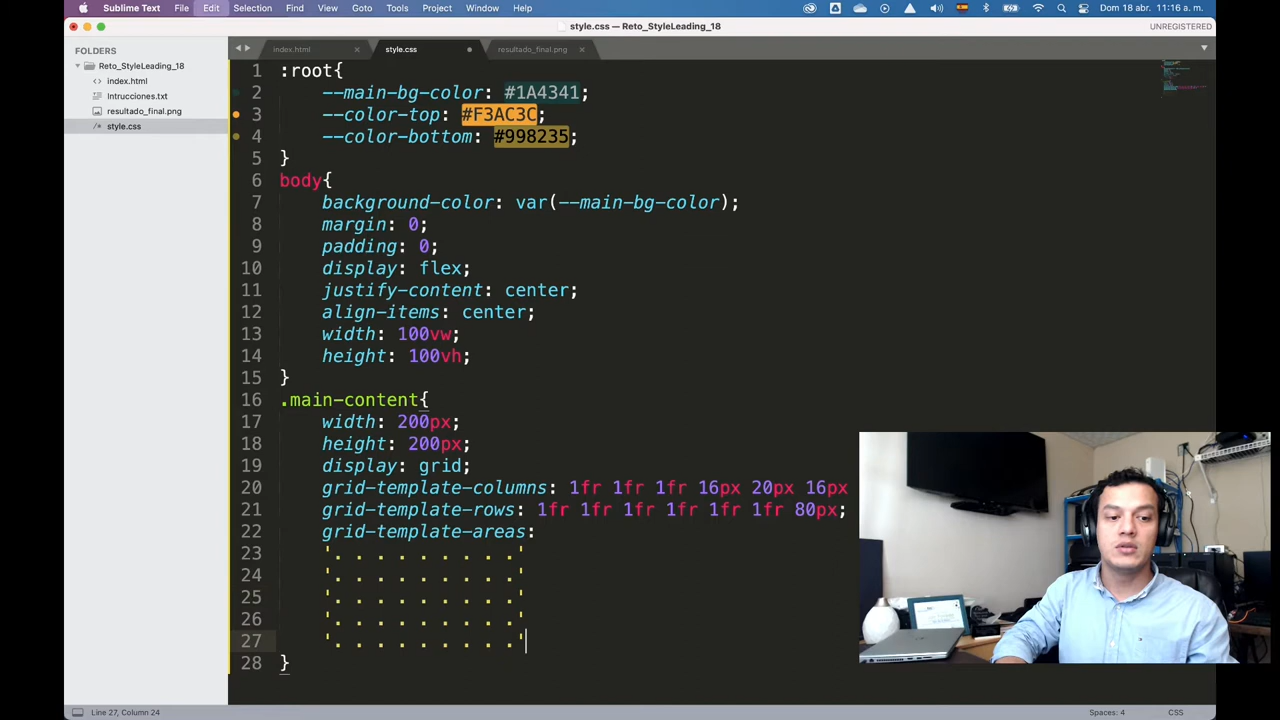 Sublime Text File Edit Selection Find View Goto Tools Project Window Help Dom 18 abr. 11:16 a. m.
style.css — Reto_StyleLeading_18 UNREGISTERED
FOLDERS
Reto_StyleLeading_18
index.html
Intrucciones.txt
resultado_final.png
style.css
index.html style.css resultado_final.png
1 :root{
2 --main-bg-color: #1A4341;
3 --color-top: #F3AC3C;
4 --color-bottom: #998235;
5 }
6 body{
7 background-color: var(--main-bg-color);
8 margin: 0;
9 padding: 0;
10 display: flex;
11 justify-content: center;
12 align-items: center;
13 width: 100vw;
14 height: 100vh;
15 }
16 .main-content{
17 width: 200px;
18 height: 200px;
19 display: grid;
20 grid-template-columns: 1fr 1fr 1fr 16px 20px 16px
21 grid-template-rows: 1fr 1fr 1fr 1fr 1fr 1fr 80px;
22 grid-template-areas:
23 '. . . . . . . . .'
24 '. . . . . . . . .'
25 '. . . . . . . . .'
26 '. . . . . . . . .'
27 '. . . . . . . . .'
28 }
Line 27, Column 24 Spaces: 4 CSS